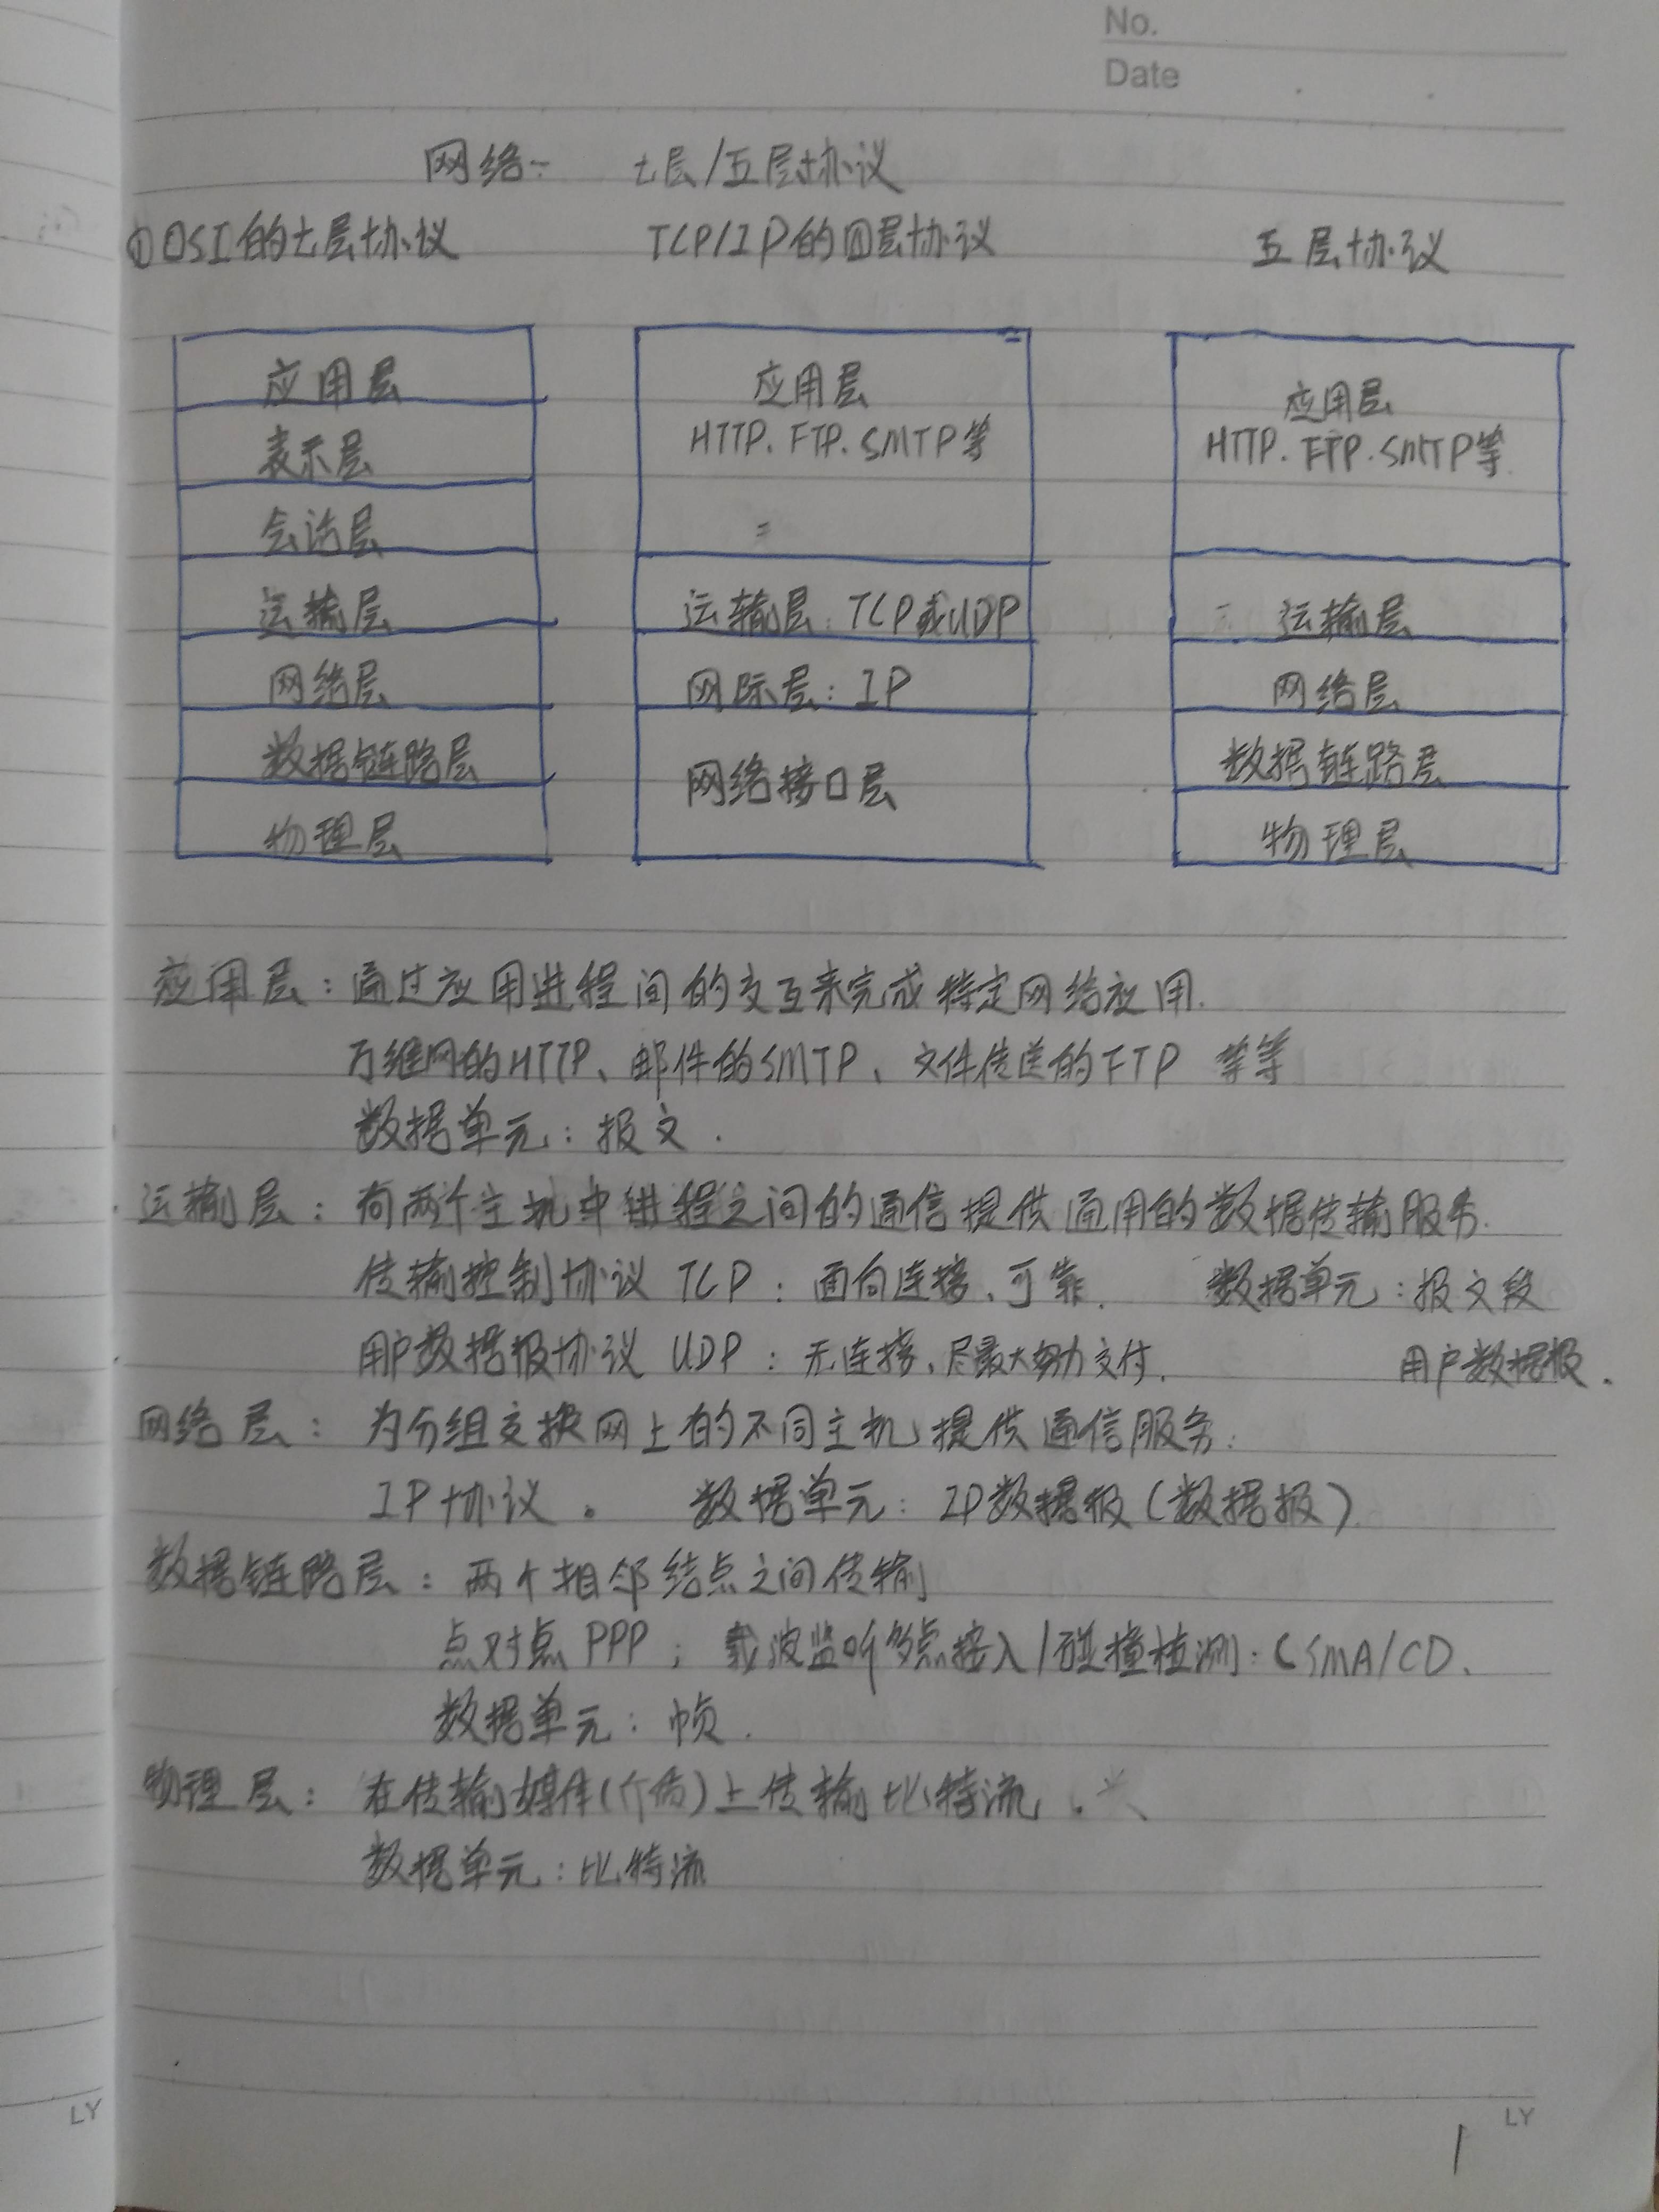 No.
Date
网络: 七层/五层协议
①OSI的七层协议 TCP/IP的四层协议 五层协议
应用层 应用层 应用层
HTTP.FTP.SMTP等 HTTP.FTP.SMTP等
表示层
会话层
运输层 运输层:TCP或UDP 运输层
网络层 网际层:IP 网络层
数据链路层 网络接口层 数据链路层
物理层 物理层
应用层:通过应用进程间的交互来完成特定网络应用.
万维网的HTTP、邮件的SMTP、文件传送的FTP 等等
数据单元:报文.
运输层:向两个主机中进程之间的通信提供通用的数据传输服务.
传输控制协议 TCP:面向连接、可靠. 数据单元:报文段
用户数据报协议 UDP:无连接、尽最大努力交付. 用户数据报.
网络层:为分组交换网上的不同主机提供通信服务:
IP协议。 数据单元:IP数据报(数据报)
数据链路层:两个相邻结点之间传输
点对点 PPP;载波监听多点接入/碰撞检测:CSMA/CD、
数据单元:帧.
物理层:在传输媒体(介质)上传输比特流.
数据单元:比特流
LY
LY
1